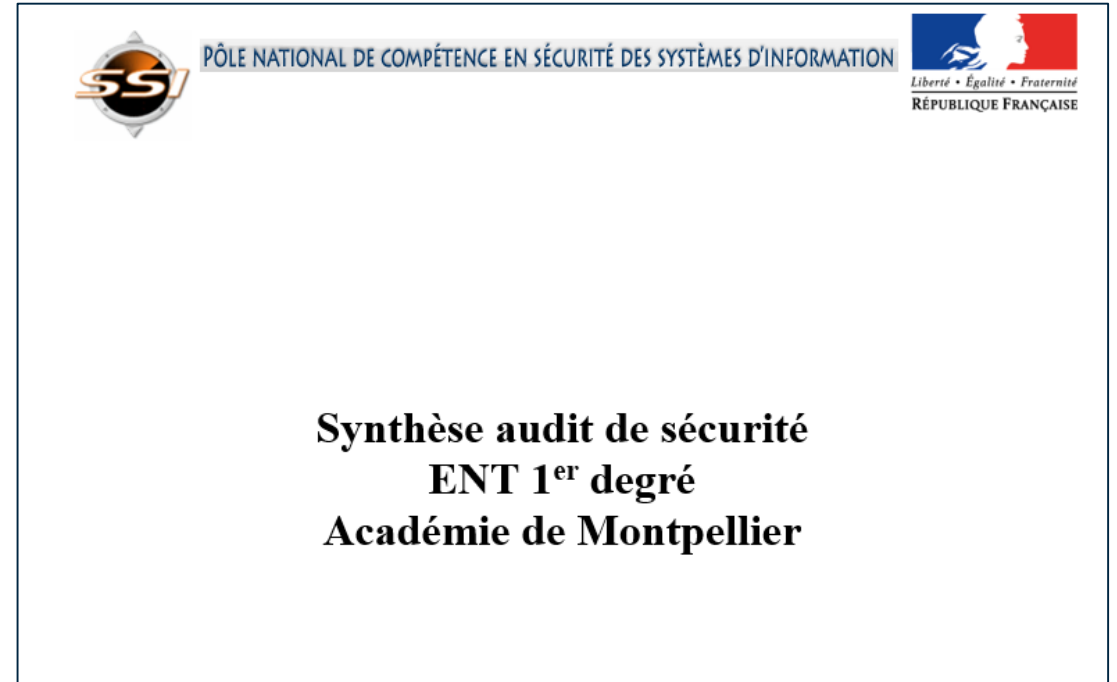 SSI
PÔLE NATIONAL DE COMPÉTENCE EN SÉCURITÉ DES SYSTÈMES D'INFORMATION
Liberté • Égalité • Fraternité
RÉPUBLIQUE FRANÇAISE
Synthèse audit de sécurité
ENT 1er degré
Académie de Montpellier